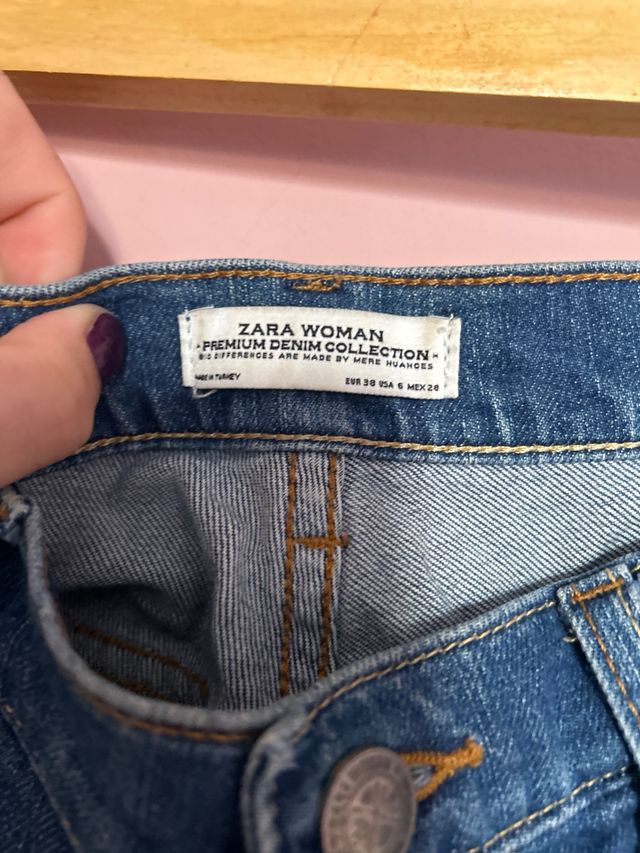 ZARA WOMAN
• PREMIUM DENIM COLLECTION •
BIG DIFFERENCES ARE MADE BY MERE NUANCES
MADE IN TURKEY
EUR 38 USA 6 MEX 28